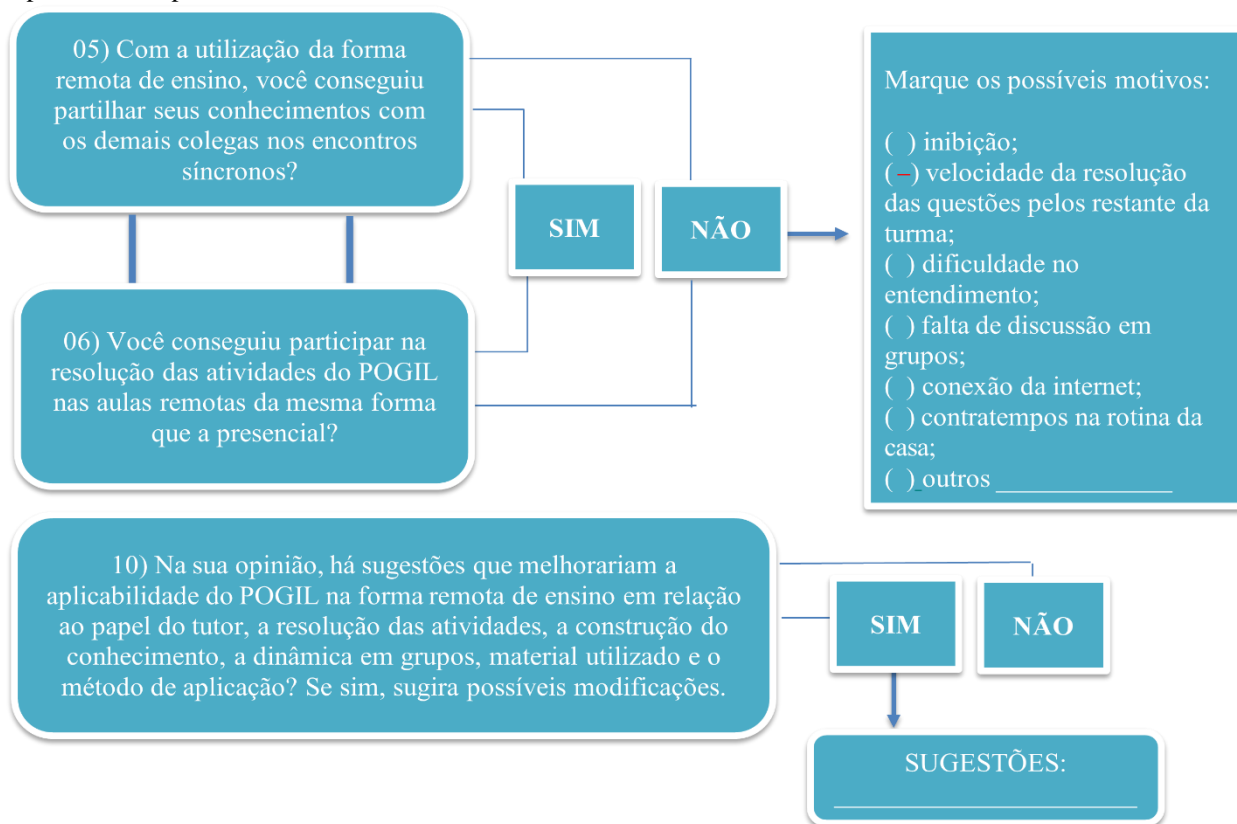 05) Com a utilização da forma
remota de ensino, você conseguiu
partilhar seus conhecimentos com
os demais colegas nos encontros
síncronos?
SIM
NÃO
Marque os possíveis motivos:
( ) inibição;
(–) velocidade da resolução
das questões pelos restante da
turma;
( ) dificuldade no
entendimento;
( ) falta de discussão em
grupos;
( ) conexão da internet;
( ) contratempos na rotina da
casa;
( ) outros _______________
06) Você conseguiu participar na
resolução das atividades do POGIL
nas aulas remotas da mesma forma
que a presencial?
10) Na sua opinião, há sugestões que melhorariam a
aplicabilidade do POGIL na forma remota de ensino em relação
ao papel do tutor, a resolução das atividades, a construção do
conhecimento, a dinâmica em grupos, material utilizado e o
método de aplicação? Se sim, sugira possíveis modificações.
SIM
NÃO
SUGESTÕES:
__________________________